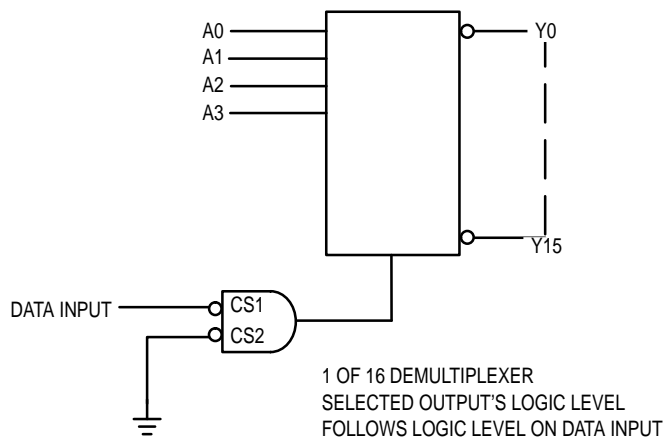 A0
A1
A2
A3
Y0
Y15
DATA INPUT
CS1
CS2
1 OF 16 DEMULTIPLEXER
SELECTED OUTPUT'S LOGIC LEVEL
FOLLOWS LOGIC LEVEL ON DATA INPUT